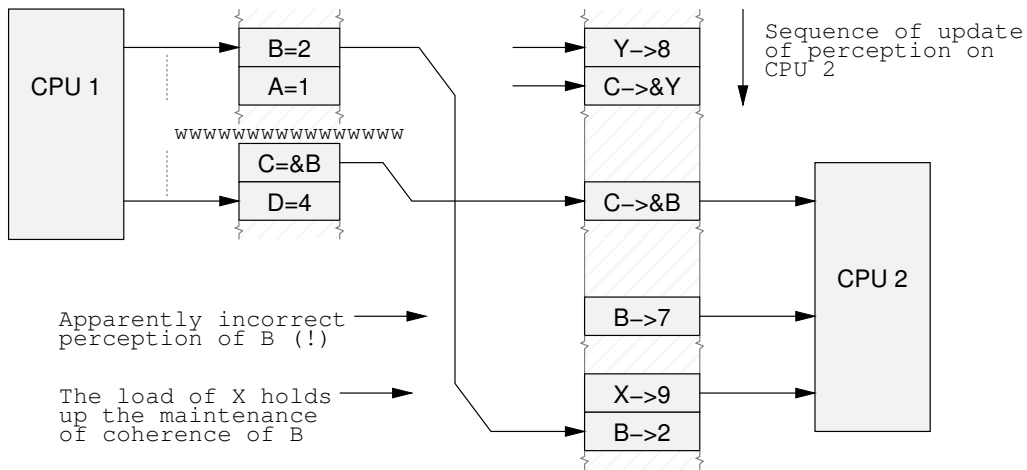 CPU 1
B=2
A=1
wwwwwwwwwwwwwwww
C=&B
D=4
Y->8
C->&Y
C->&B
B->7
X->9
B->2
Sequence of update
of perception on
CPU 2
CPU 2
Apparently incorrect
perception of B (!)
The load of X holds
up the maintenance
of coherence of B